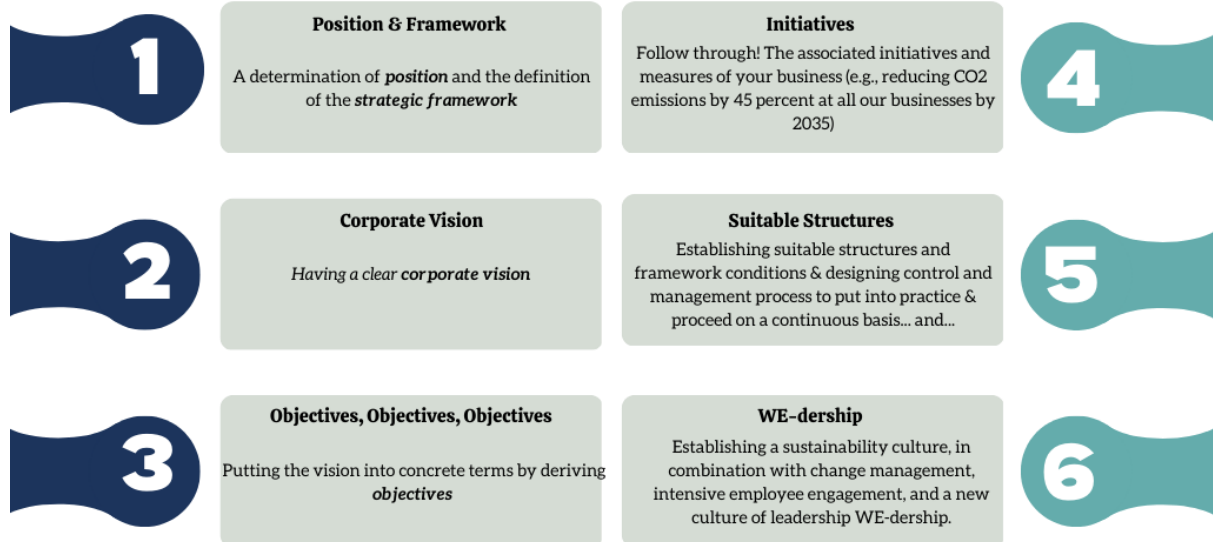 1
Position & Framework
A determination of position and the definition
of the strategic framework
2
Corporate Vision
Having a clear corporate vision
3
Objectives, Objectives, Objectives
Putting the vision into concrete terms by deriving
objectives
Initiatives
Follow through! The associated initiatives and
measures of your business (e.g., reducing CO2
emissions by 45 percent at all our businesses by
2035)
4
Suitable Structures
Establishing suitable structures and
framework conditions & designing control and
management process to put into practice &
proceed on a continuous basis... and...
5
WE-dership
Establishing a sustainability culture, in
combination with change management,
intensive employee engagement, and a new
culture of leadership WE-dership.
6